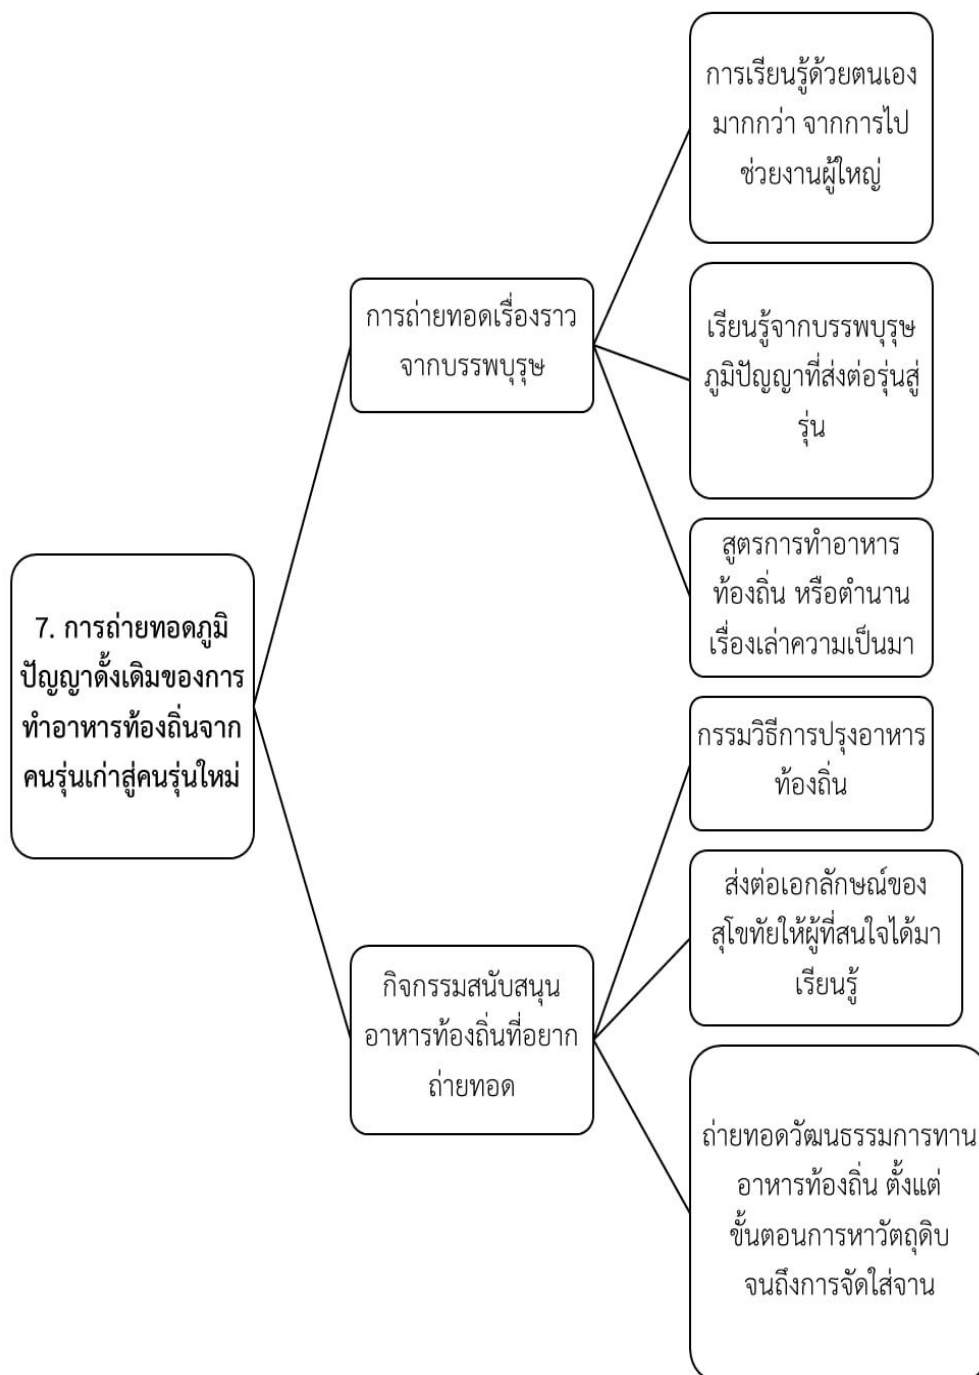 7. การถ่ายทอดภูมิ
ปัญญาดั้งเดิมของการ
ทำอาหารท้องถิ่นจาก
คนรุ่นเก่าสู่คนรุ่นใหม่
การถ่ายทอดเรื่องราว
จากบรรพบุรุษ
การเรียนรู้ด้วยตนเอง
มากกว่า จากการไป
ช่วยงานผู้ใหญ่
เรียนรู้จากบรรพบุรุษ
ภูมิปัญญาที่ส่งต่อรุ่นสู่
รุ่น
สูตรการทำอาหาร
ท้องถิ่น หรือตำนาน
เรื่องเล่าความเป็นมา
กิจกรรมสนับสนุน
อาหารท้องถิ่นที่อยาก
ถ่ายทอด
กรรมวิธีการปรุงอาหาร
ท้องถิ่น
ส่งต่อเอกลักษณ์ของ
สุโขทัยให้ผู้ที่สนใจได้มา
เรียนรู้
ถ่ายทอดวัฒนธรรมการทาน
อาหารท้องถิ่น ตั้งแต่
ขั้นตอนการหาวัตถุดิบ
จนถึงการจัดใส่จาน